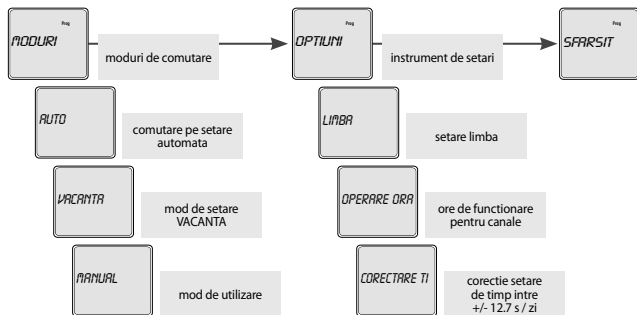 Prog
MODURI
moduri de comutare
Prog
OPTIUNI
instrument de setari
Prog
SFARSIT
AUTO
comutare pe setare
automata
LIMBA
setare limba
VACANTA
mod de setare
VACANTA
OPERARE ORA
ore de functionare
pentru canale
MANUAL
mod de utilizare
CORECTARE TI
corectie setare
de timp intre
+/- 12.7 s / zi